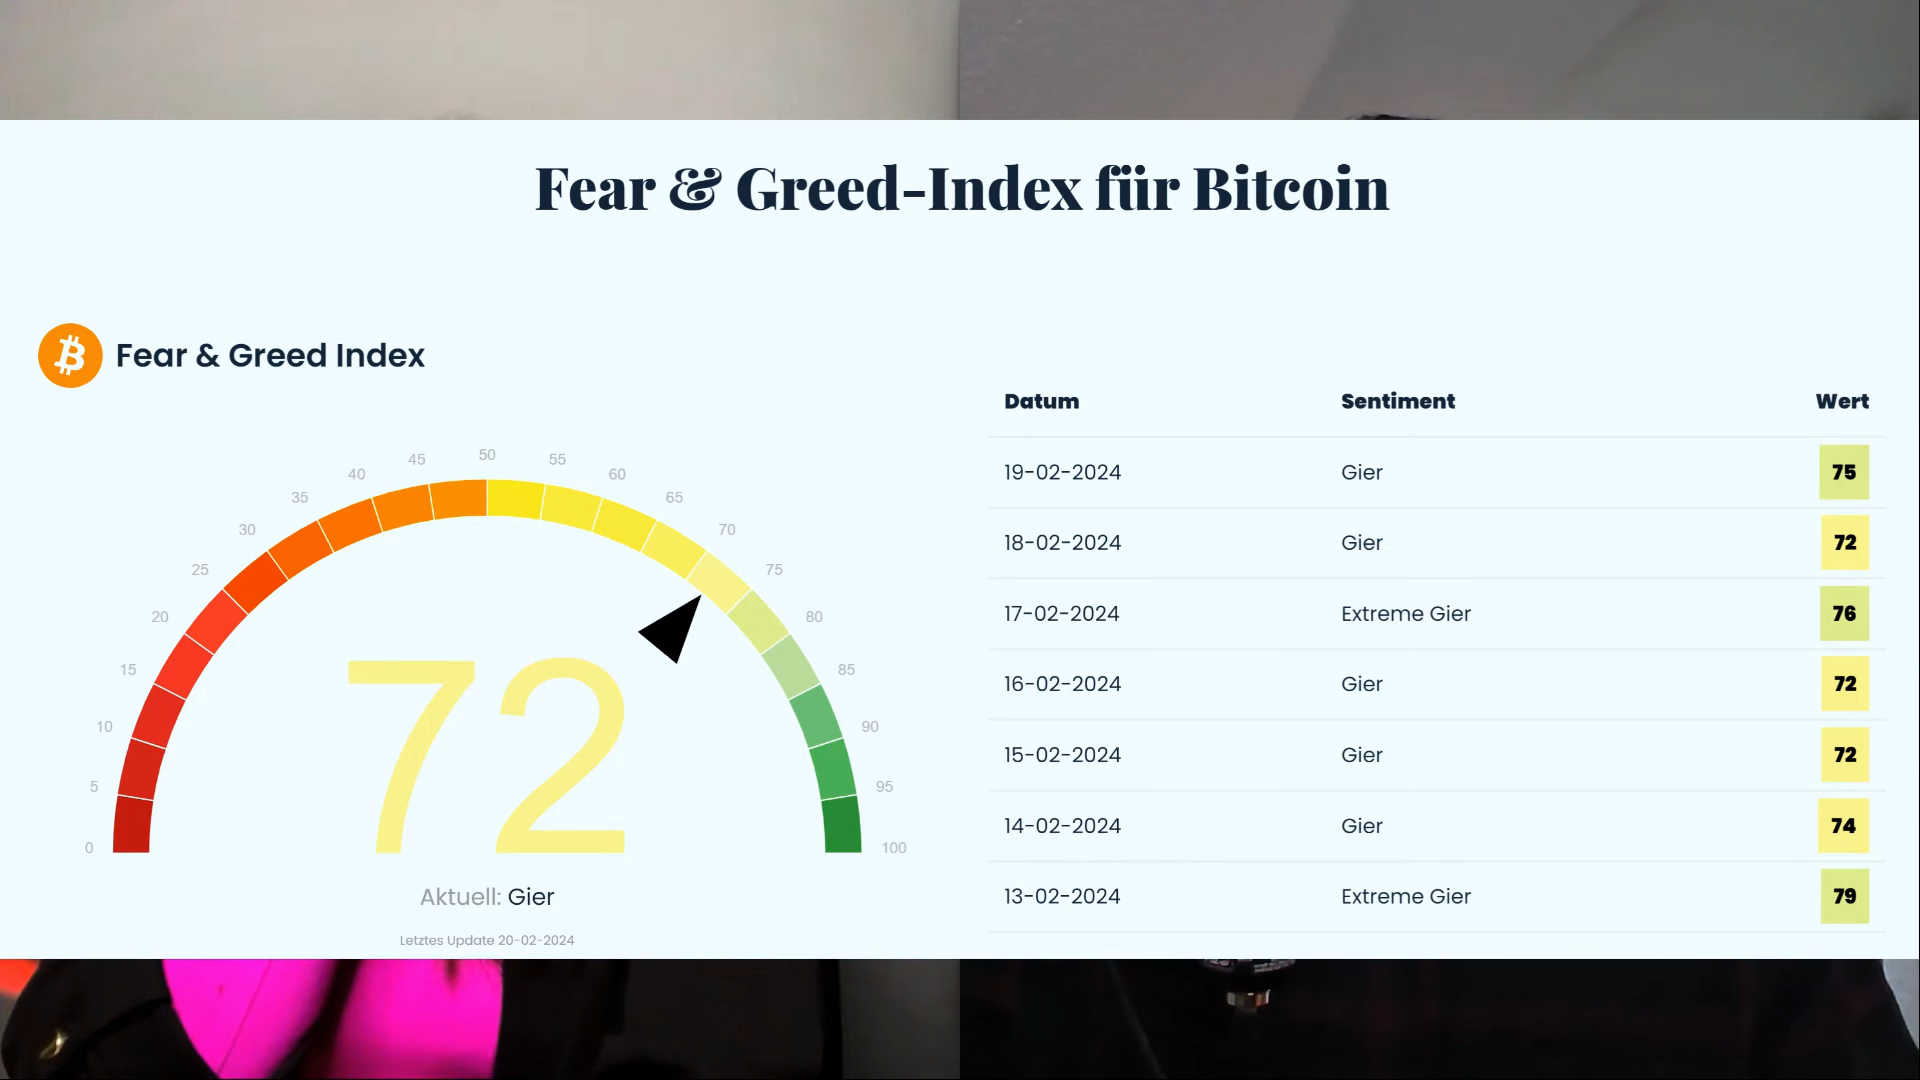 Fear & Greed-Index für Bitcoin
Fear & Greed Index
0
5
10
15
20
25
30
35
40
45
50
55
60
65
70
75
80
85
90
95
100
72
Aktuell: Gier
Letztes Update 20-02-2024
Datum Sentiment Wert
19-02-2024 Gier 75
18-02-2024 Gier 72
17-02-2024 Extreme Gier 76
16-02-2024 Gier 72
15-02-2024 Gier 72
14-02-2024 Gier 74
13-02-2024 Extreme Gier 79